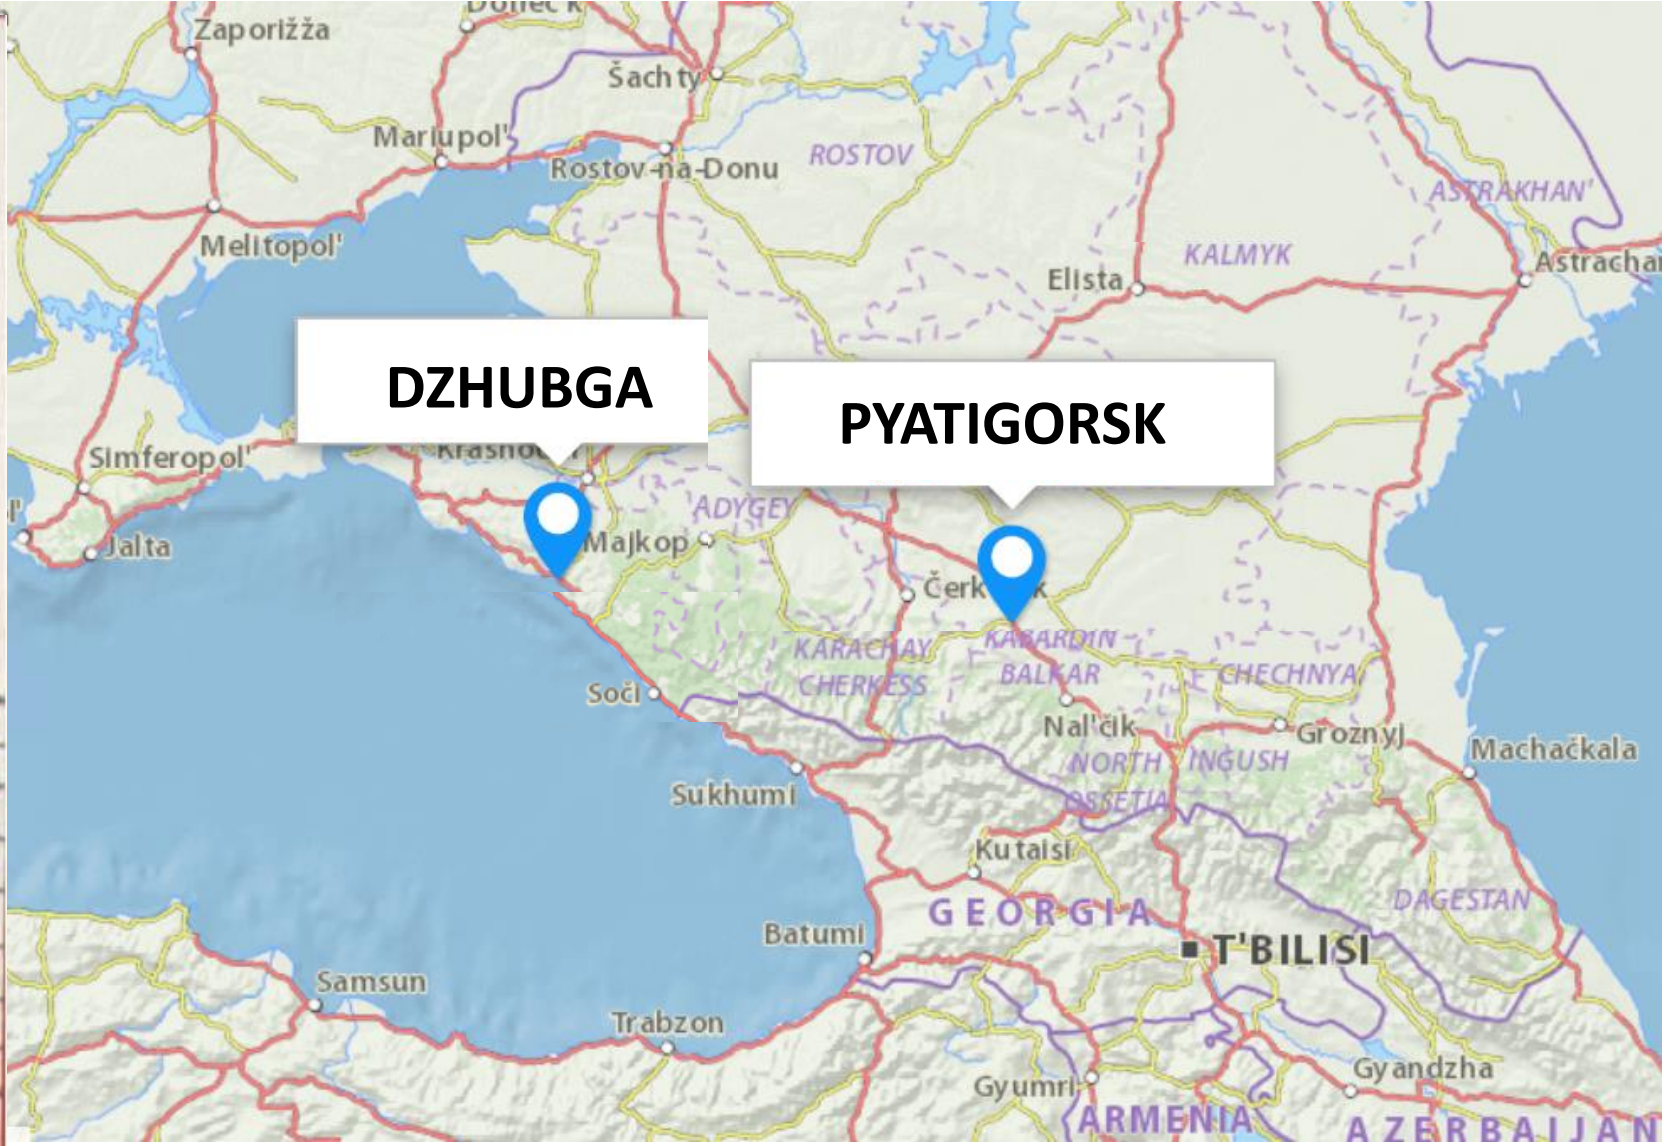 Zaporižža
Šachty
Mariupol'
Rostov-na-Donu
ROSTOV
ASTRAKHAN'
Melitopol'
KALMYK
Elista
DZHUBGA
PYATIGORSK
Simferopol'
ADYGEY
Jalta
Majkop
KARACHAY
CHERKESS
KABARDIN
BALKAR
CHECHNYA
Soči
Nal'čik
Groznyj
NORTH
OSSETIA
INGUSH
Machačkala
Sukhumi
Kutaisi
DAGESTAN
GEORGIA
Batumi
T'BILISI
Samsun
Trabzon
Gyumri
Gyandzha
ARMENIA
AZERBAIJAN